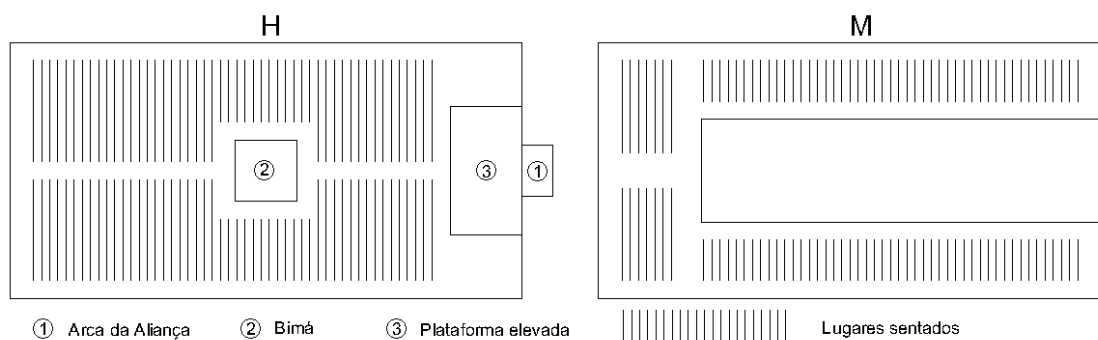 H
M
②
③
①
① Arca da Aliança ② Bimá ③ Plataforma elevada Lugares sentados